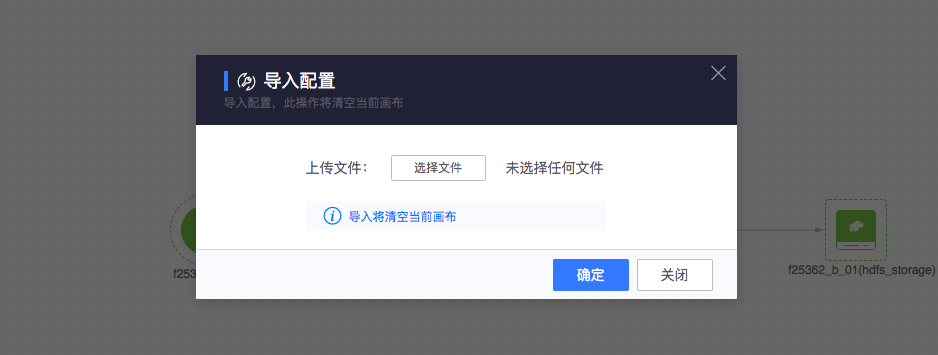 导入配置
导入配置，此操作将清空当前画布
上传文件： 选择文件 未选择任何文件
导入将清空当前画布
f2536
f25362_b_01(hdfs_storage)
确定 关闭